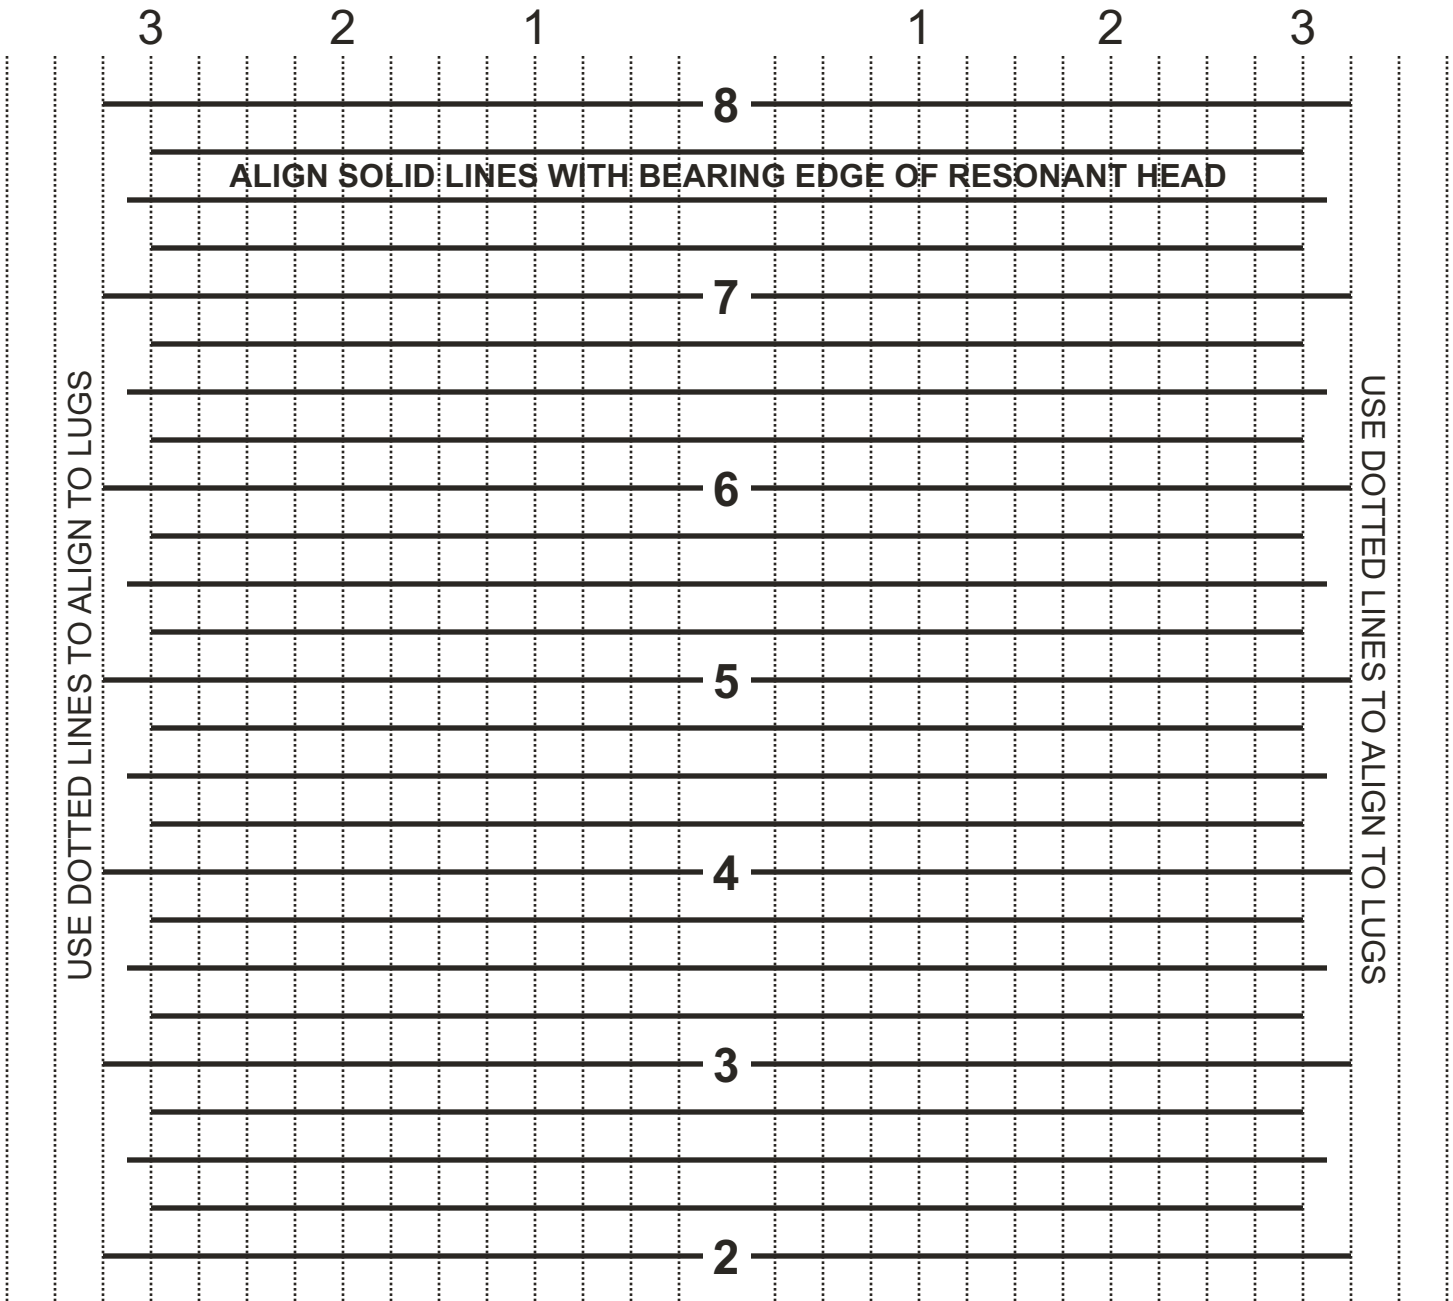 3 2 1 1 2 3
8
ALIGN SOLID LINES WITH BEARING EDGE OF RESONANT HEAD
7
USE DOTTED LINES TO ALIGN TO LUGS
USE DOTTED LINES TO ALIGN TO LUGS
6
5
4
3
2